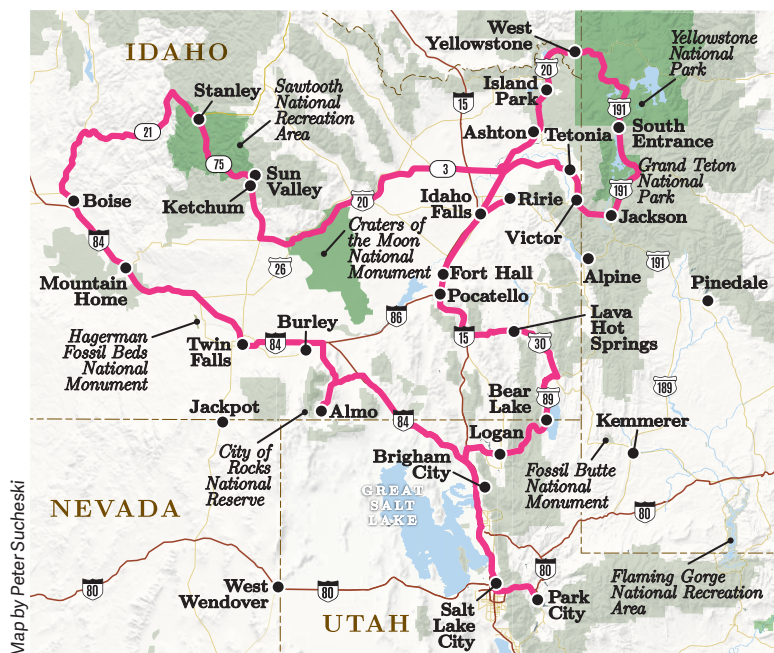 IDAHO
West
Yellowstone
Yellowstone
National
Park
20
Island
Park
15
191
Stanley
Sawtooth
National
Recreation
Area
21
75
Ashton
Tetonia
South
Entrance
Grand Teton
National
Park
191
3
Sun
Valley
Ketchum
Boise
20
Idaho
Falls
Ririe
Victor
Jackson
84
Craters of
the Moon
National
Monument
26
Mountain
Home
Fort Hall
Pocatello
Alpine
191
Pinedale
Hagerman
Fossil Beds
National
Monument
Twin
Falls
84
Burley
86
15
Lava
Hot
Springs
30
Bear
Lake
89
189
Jackpot
Almo
84
Logan
Kemmerer
City of
Rocks
National
Reserve
Brigham
City
Fossil Butte
National
Monument
NEVADA
GREAT
SALT
LAKE
80
80
West
Wendover
80
80
Flaming Gorge
National Recreation
Area
UTAH
Salt
Lake
City
Park
City
Map by Peter Sucheski